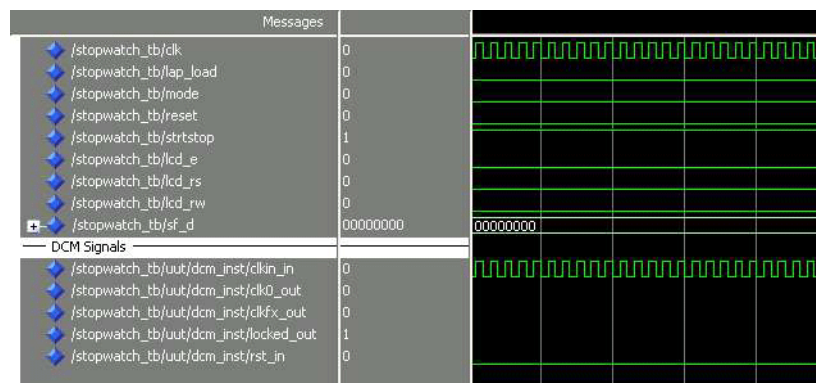 Messages
/stopwatch_tb/clk 0
/stopwatch_tb/lap_load 0
/stopwatch_tb/mode 0
/stopwatch_tb/reset 0
/stopwatch_tb/strtstop 1
/stopwatch_tb/lcd_e 0
/stopwatch_tb/lcd_rs 0
/stopwatch_tb/lcd_rw 0
/stopwatch_tb/sf_d 00000000 00000000
DCM Signals
/stopwatch_tb/uut/dcm_inst/clkin_in 0
/stopwatch_tb/uut/dcm_inst/clk0_out 0
/stopwatch_tb/uut/dcm_inst/clkfx_out 0
/stopwatch_tb/uut/dcm_inst/locked_out 1
/stopwatch_tb/uut/dcm_inst/rst_in 0